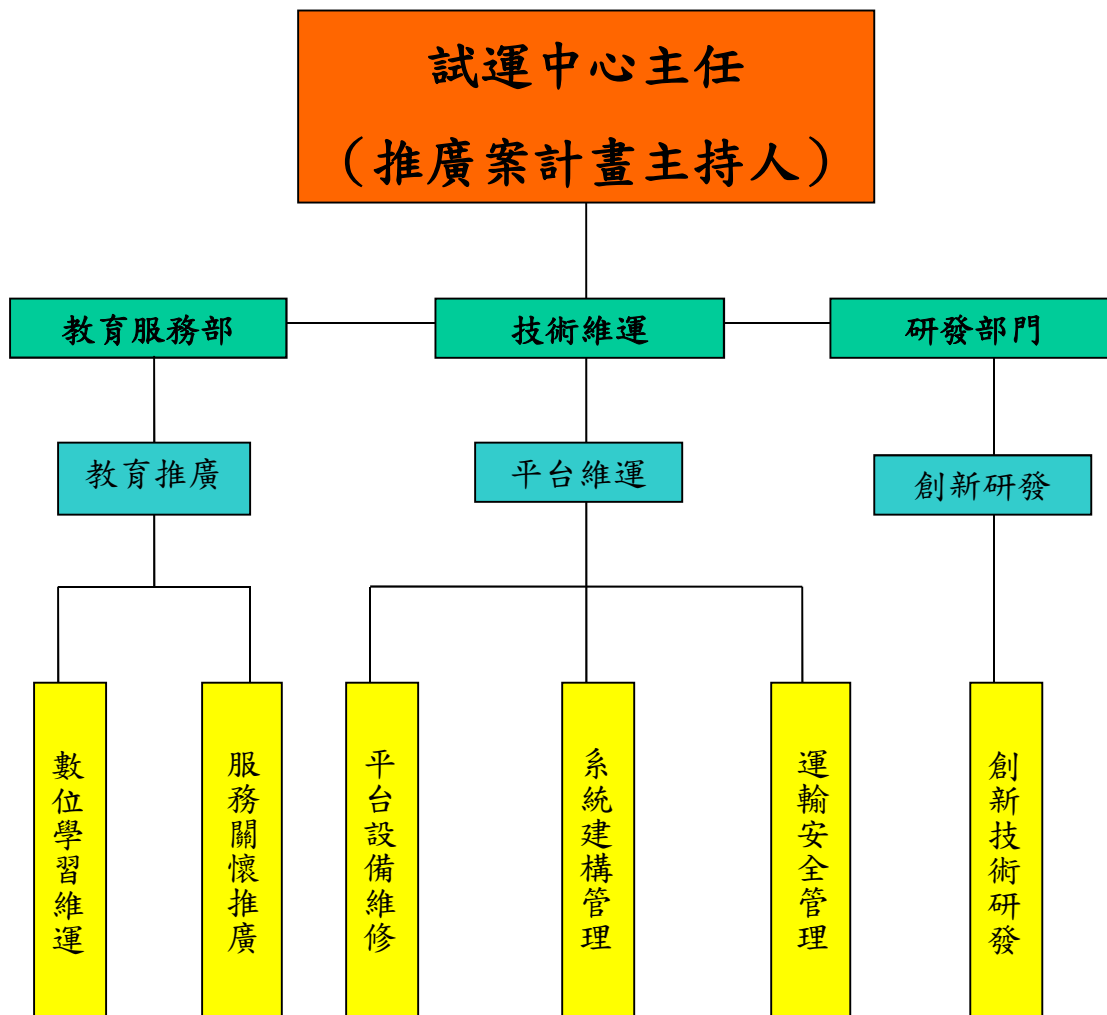 試運中心主任
（推廣案計畫主持人）
教育服務部
技術維運
研發部門
教育推廣
平台維運
創新研發
數位學習維運
服務關懷推廣
平台設備維修
系統建構管理
運輸安全管理
創新技術研發